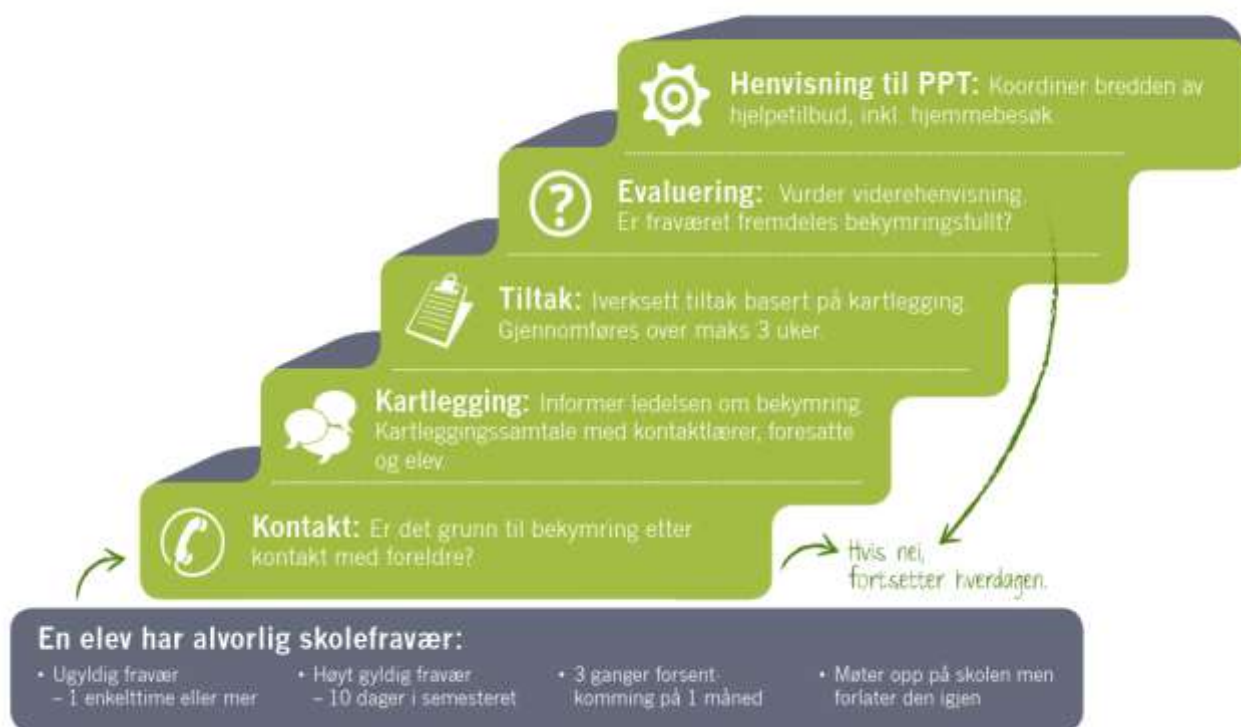 Henvisning til PPT: Koordiner bredden av
hjelpetilbud, inkl. hjemmebesøk.
Evaluering: Vurder viderehenvisning.
Er fraværet fremdeles bekymringsfullt?
Tiltak: Iverksett tiltak basert på kartlegging.
Gjennomføres over maks 3 uker.
Kartlegging: Informer ledelsen om bekymring.
Kartleggingssamtale med kontaktlærer, foresatte
og elev.
Kontakt: Er det grunn til bekymring etter
kontakt med foreldre?
Hvis nei,
fortsetter hverdagen.
En elev har alvorlig skolefravær:
• Ugyldig fravær
– 1 enkelttime eller mer
• Høyt gyldig fravær
– 10 dager i semesteret
• 3 ganger forsent-
komming på 1 måned
• Møter opp på skolen men
forlater den igjen